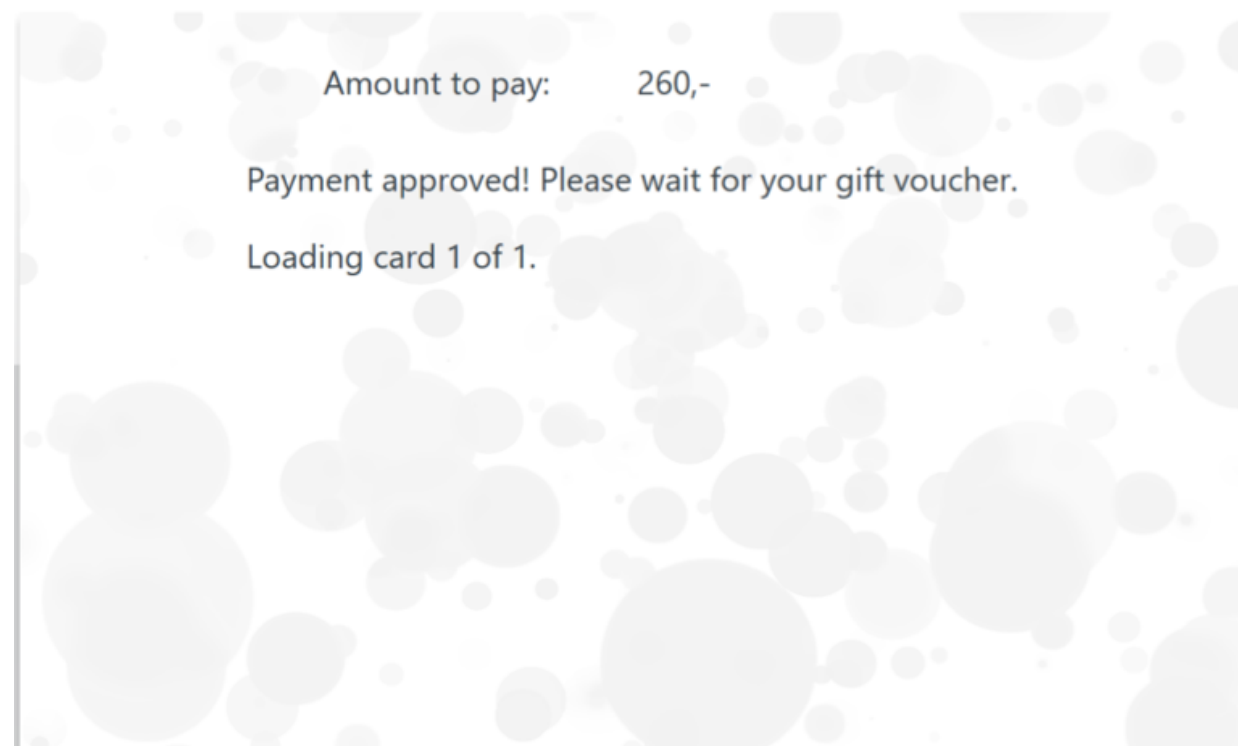 Amount to pay: 260,-
Payment approved! Please wait for your gift voucher.
Loading card 1 of 1.